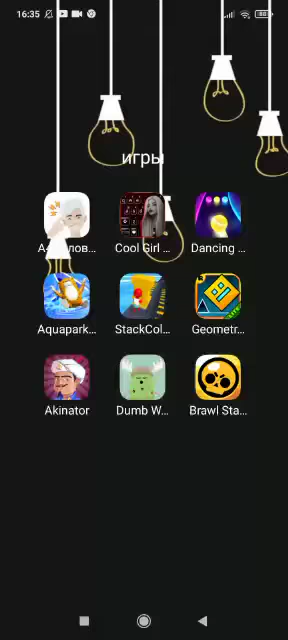 16:35
игры
Cool Girl ...
Dancing ...
Aquapark...
StackCol...
Geometr...
Akinator
Dumb W...
Brawl Sta...